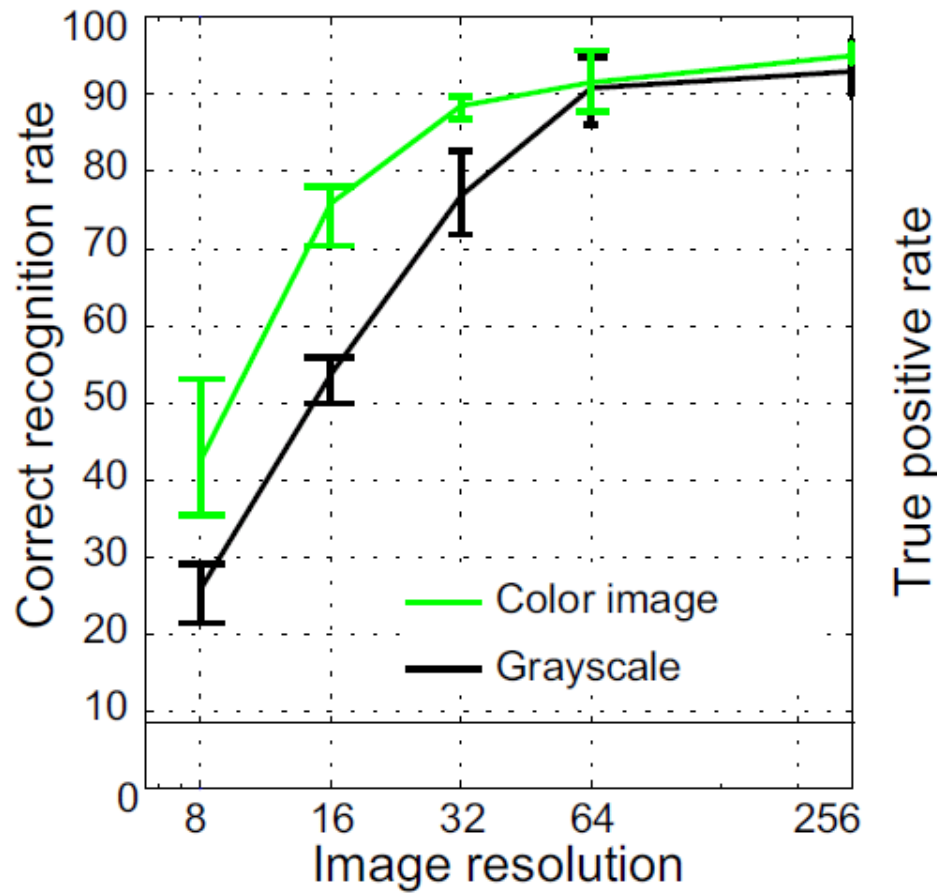 100
90
80
70
60
50
40
30
20
10
0
Correct recognition rate
Color image
Grayscale
8 16 32 64 256
Image resolution
True positive rate